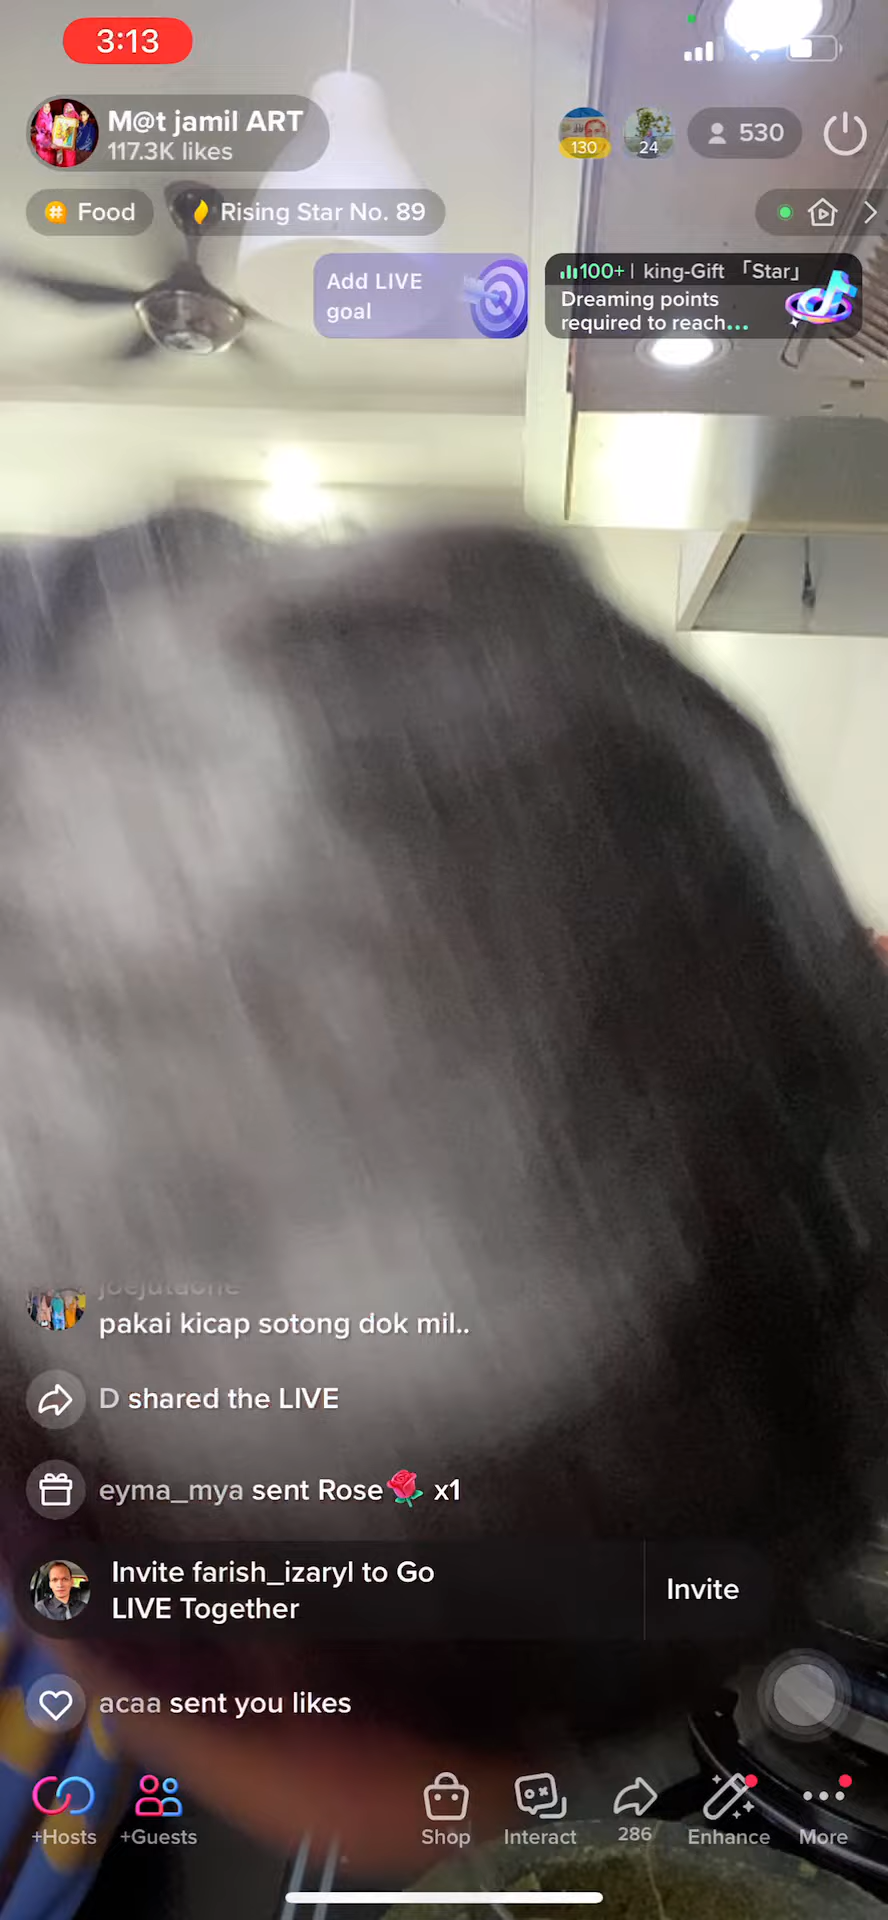 3:13
M@t jamil ART
117.3K likes
130
24
530
Food
Rising Star No. 89
Add LIVE
goal
100+ | king-Gift 「Star」
Dreaming points
required to reach...
pakai kicap sotong dok mil..
D shared the LIVE
eyma_mya sent Rose x1
Invite farish_izaryl to Go
LIVE Together
Invite
acaa sent you likes
+Hosts
+Guests
Shop
Interact
286
Enhance
More